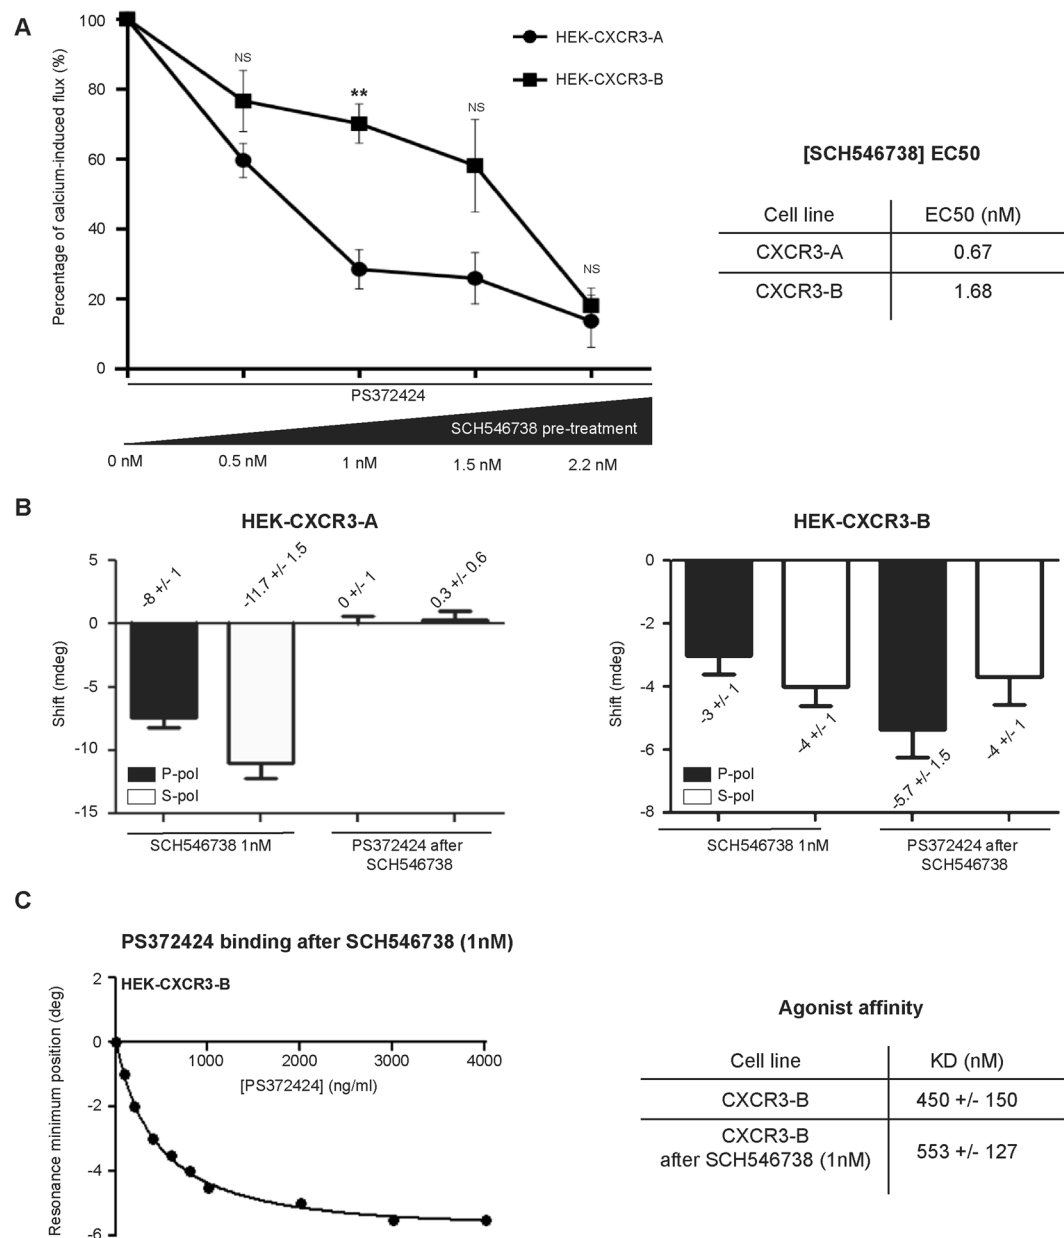 A
100
80
60
40
20
0
Percentage of calcium-induced flux (%)
NS
**
NS
NS
HEK-CXCR3-A
HEK-CXCR3-B
PS372424
SCH546738 pre-treatment
0 nM
0.5 nM
1 nM
1.5 nM
2.2 nM
[SCH546738] EC50
Cell line EC50 (nM)
CXCR3-A 0.67
CXCR3-B 1.68
B
HEK-CXCR3-A
5
0
-5
-10
-15
Shift (mdeg)
-8 +/- 1
-11.7 +/- 1.5
0 +/- 1
0.3 +/- 0.6
P-pol
S-pol
SCH546738 1nM
PS372424 after
SCH546738
HEK-CXCR3-B
0
-2
-4
-6
-8
Shift (mdeg)
-3 +/- 1
-4 +/- 1
-5.7 +/- 1.5
-4 +/- 1
P-pol
S-pol
SCH546738 1nM
PS372424 after
SCH546738
C
PS372424 binding after SCH546738 (1nM)
HEK-CXCR3-B
2
0
-2
-4
-6
Resonance minimum position (deg)
1000
2000
3000
4000
[PS372424] (ng/ml)
Agonist affinity
Cell line KD (nM)
CXCR3-B 450 +/- 150
CXCR3-B
after SCH546738 (1nM) 553 +/- 127